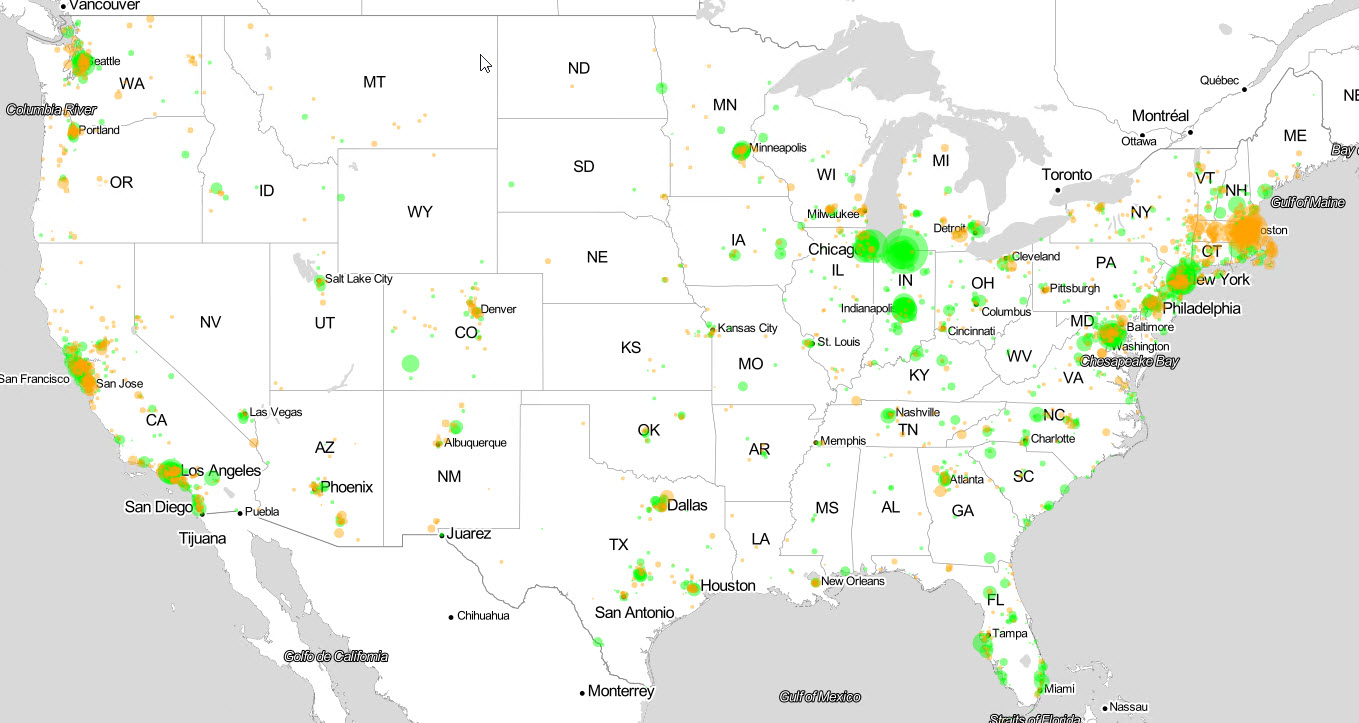 Vancouver
Québec
NE
Seattle
ND
MT
WA
MN
Montréal
Columbia River
Portland
Ottawa
ME
Minneapolis
Bay o
MI
SD
WI
Toronto
VT
OR
ID
NH
WY
Gulf of Maine
NY
Milwaukee
Detroit
oston
IA
Chicag
CT
NE
Cleveland
PA
IL
Salt Lake City
IN
OH
ew York
Pittsburgh
Denver
Indianapolis
Columbus
Philadelphia
NV
UT
MD
Kansas City
Baltimore
CO
Cincinnati
St. Louis
KS
Washington
WV
MO
Chesapeake Bay
San Francisco
San Jose
KY
VA
Las Vegas
Nashville
NC
CA
OK
TN
Albuquerque
Memphis
Charlotte
AZ
AR
Los Angeles
NM
SC
Phoenix
Atlanta
San Diego
Puebla
Dallas
MS
AL
GA
Juarez
Tijuana
LA
TX
New Orleans
Houston
FL
San Antonio
Chihuahua
Tampa
Golfo de California
Miami
Monterrey
Gulf of Mexico
Nassau
Straits of Florida